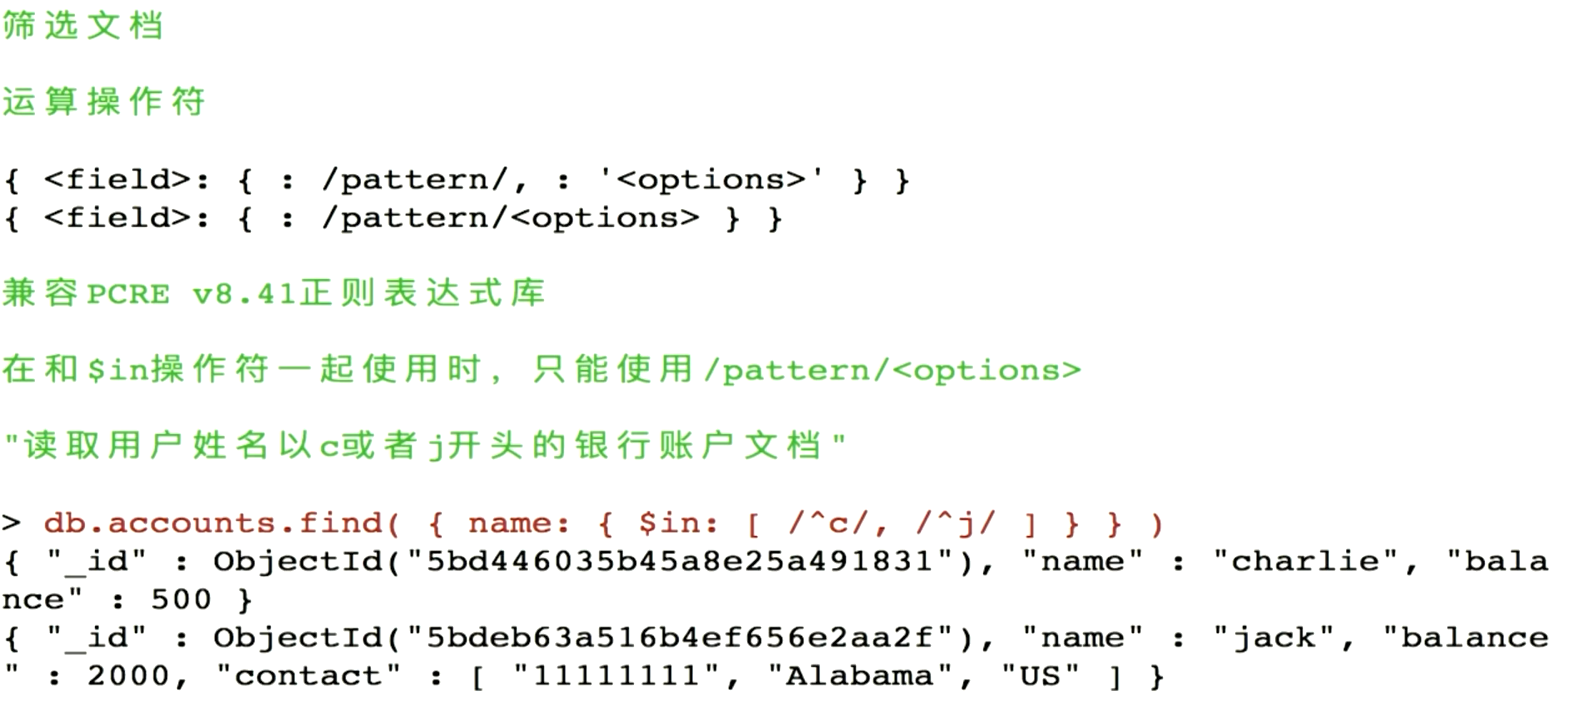 筛选文档
运算操作符
{ <field>: { : /pattern/, : '<options>' } }
{ <field>: { : /pattern/<options> } }
兼容PCRE v8.41正则表达式库
在和$in操作符一起使用时，只能使用/pattern/<options>
"读取用户姓名以c或者j开头的银行账户文档"
> db.accounts.find( { name: { $in: [ /^c/, /^j/ ] } } )
{ "_id" : ObjectId("5bd446035b45a8e25a491831"), "name" : "charlie", "bala
nce" : 500 }
{ "_id" : ObjectId("5bdeb63a516b4ef656e2aa2f"), "name" : "jack", "balance
" : 2000, "contact" : [ "11111111", "Alabama", "US" ] }